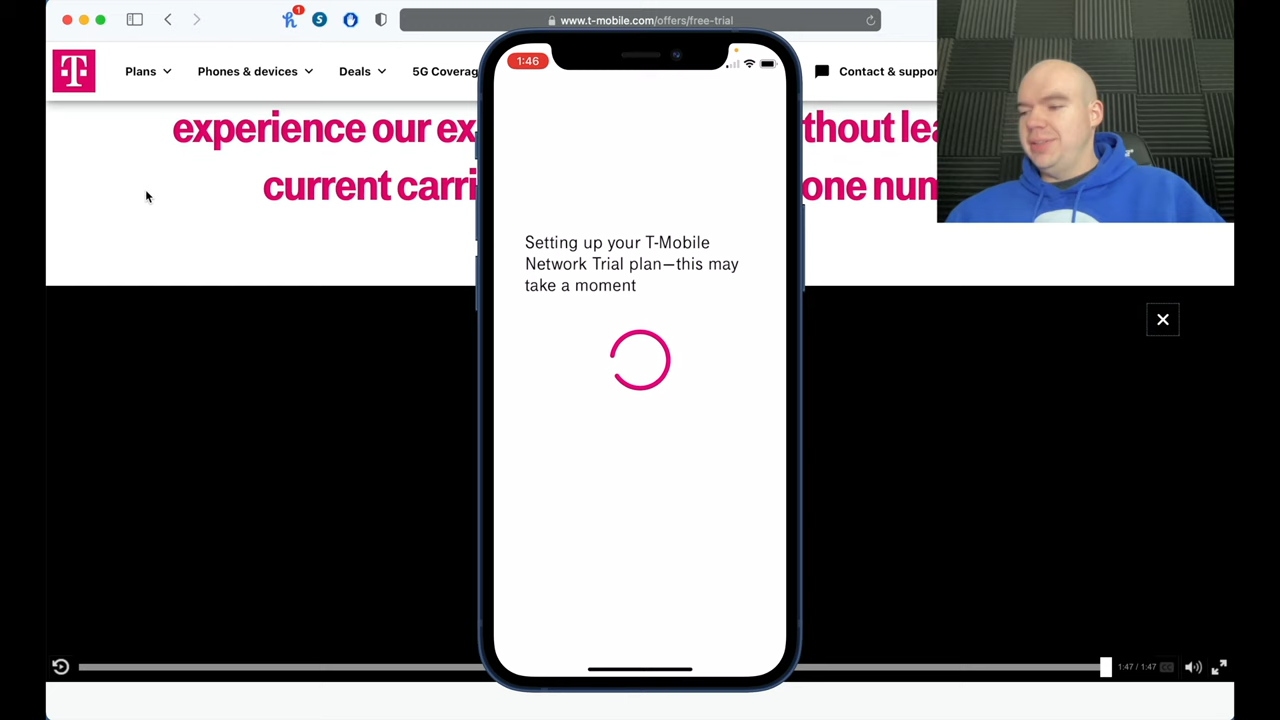 1
www.t-mobile.com/offers/free-trial
T
Plans
Phones & devices
Deals
5G Coverag
Contact & suppor
experience our ex
thout lea
current carri
one num
1:46
Setting up your T-Mobile
Network Trial plan—this may
take a moment
1:47 / 1:47
CC